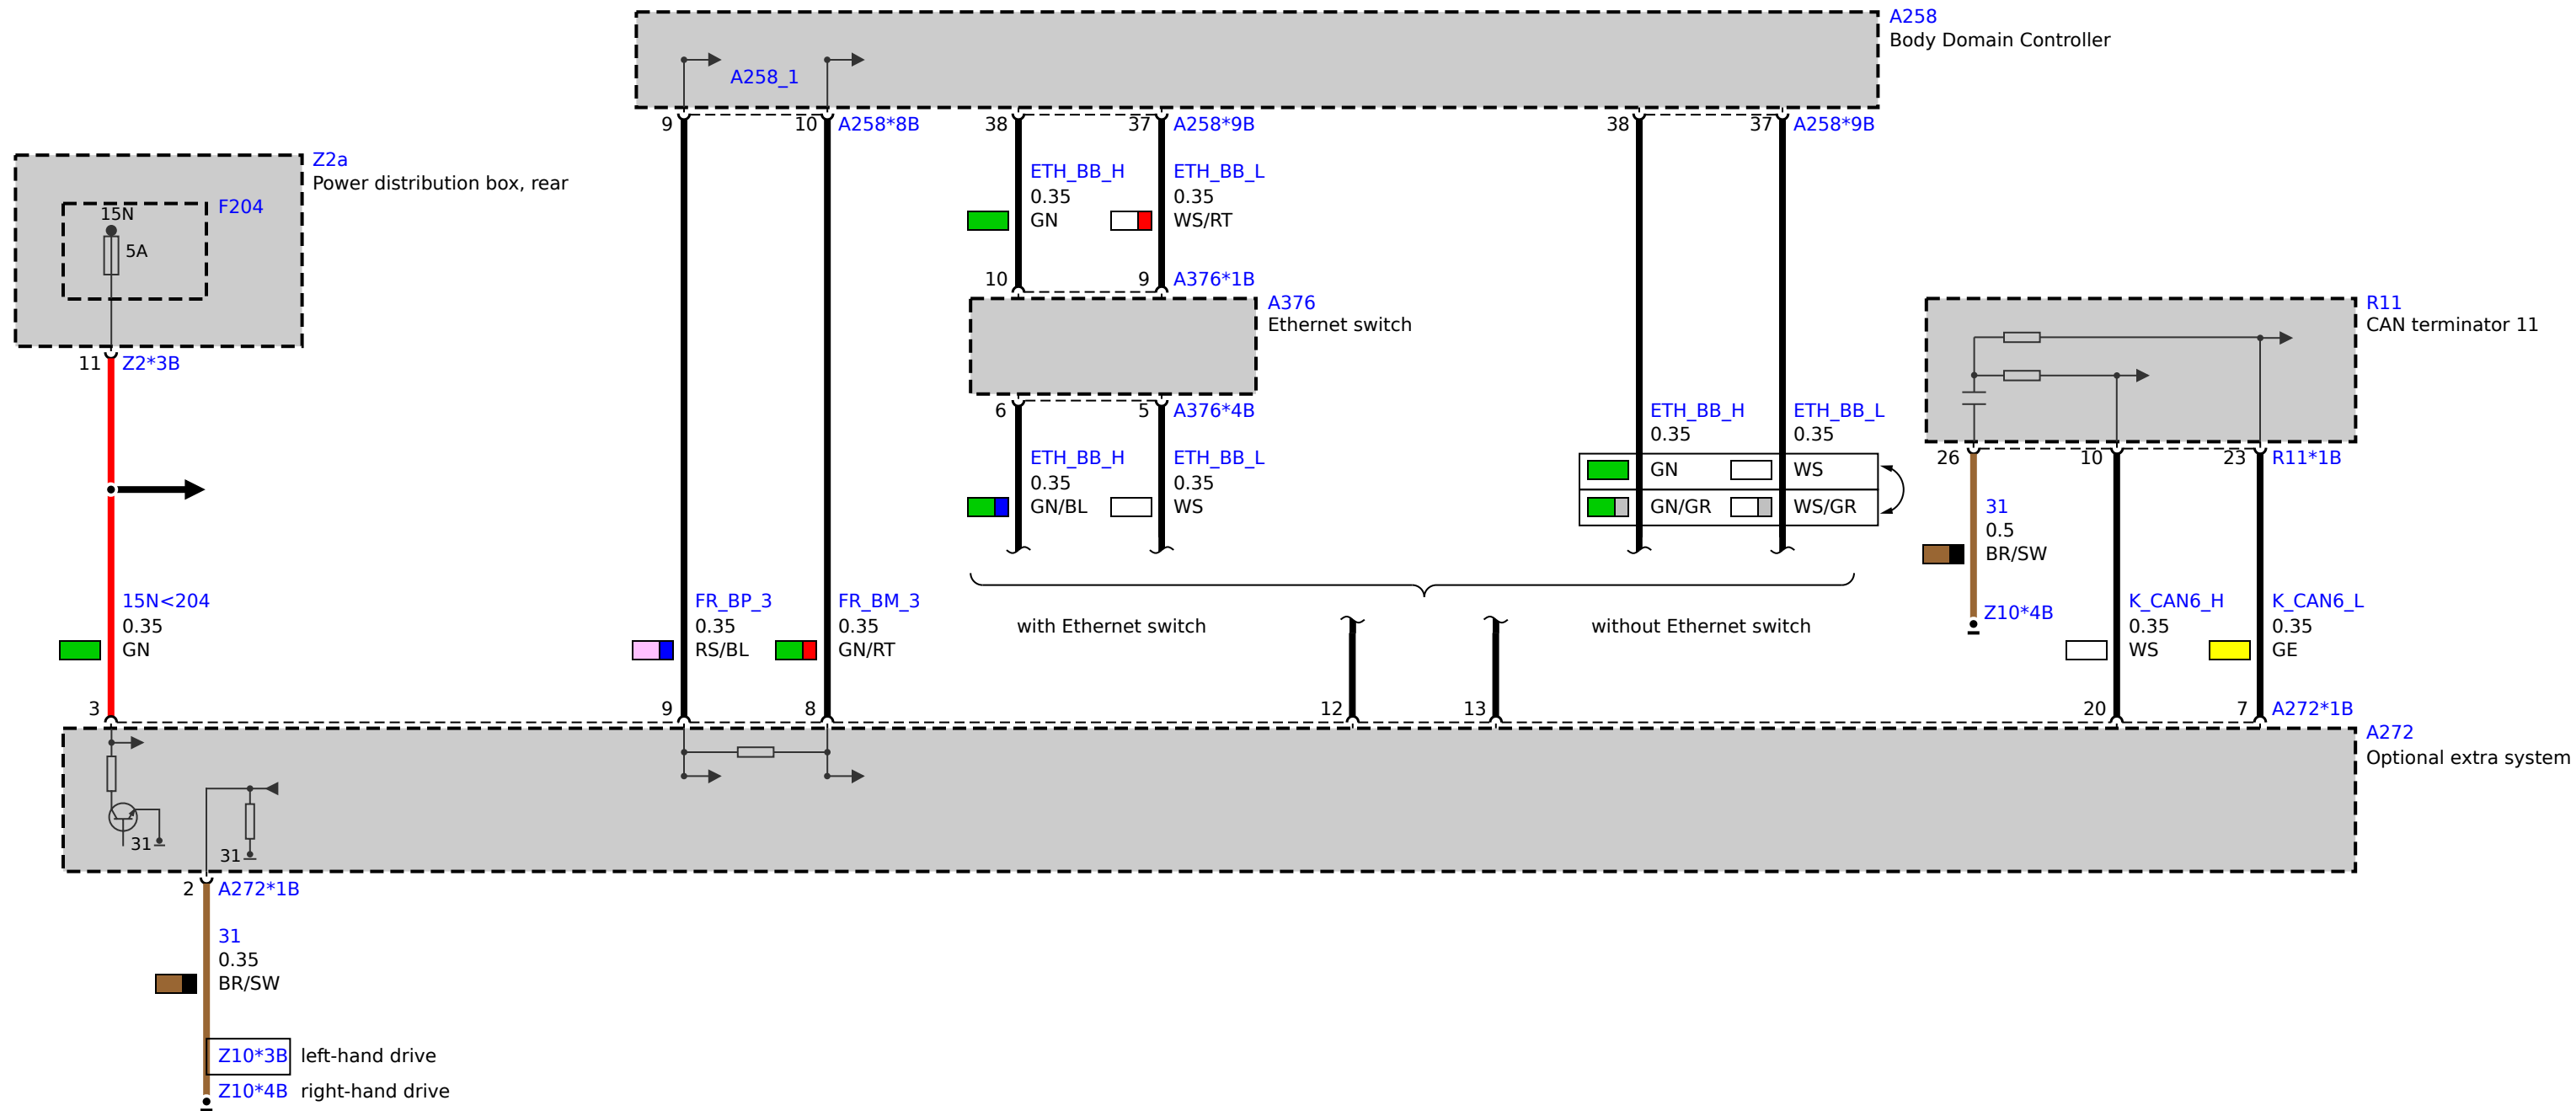 A258
Body Domain Controller
A258_1
9
10
A258*8B
38
37
A258*9B
38
37
A258*9B
Z2a
Power distribution box, rear
F204
15N
5A
11
Z2*3B
ETH_BB_H
0.35
GN
ETH_BB_L
0.35
WS/RT
10
9
A376*1B
A376
Ethernet switch
6
5
A376*4B
ETH_BB_H
0.35
GN/BL
ETH_BB_L
0.35
WS
ETH_BB_H
0.35
GN
GN/GR
ETH_BB_L
0.35
WS
WS/GR
R11
CAN terminator 11
26
10
23
R11*1B
31
0.5
BR/SW
Z10*4B
15N<204
0.35
GN
FR_BP_3
0.35
RS/BL
FR_BM_3
0.35
GN/RT
with Ethernet switch
without Ethernet switch
K_CAN6_H
0.35
WS
K_CAN6_L
0.35
GE
3
9
8
12
13
20
7
A272*1B
A272
Optional extra system
31
31
2
A272*1B
31
0.35
BR/SW
Z10*3B
left-hand drive
Z10*4B
right-hand drive